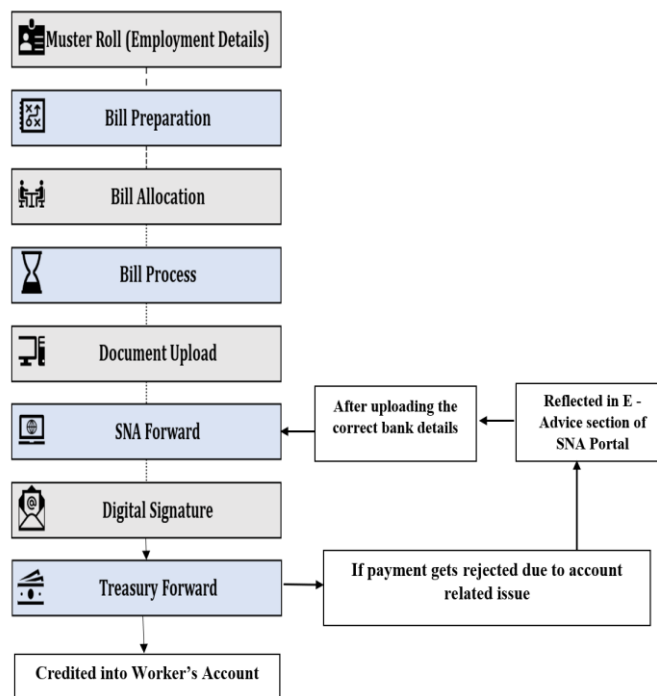 Muster Roll (Employment Details)
Bill Preparation
Bill Allocation
Bill Process
Document Upload
SNA Forward
After uploading the
correct bank details
Reflected in E -
Advice section of
SNA Portal
Digital Signature
Treasury Forward
If payment gets rejected due to account
related issue
Credited into Worker's Account